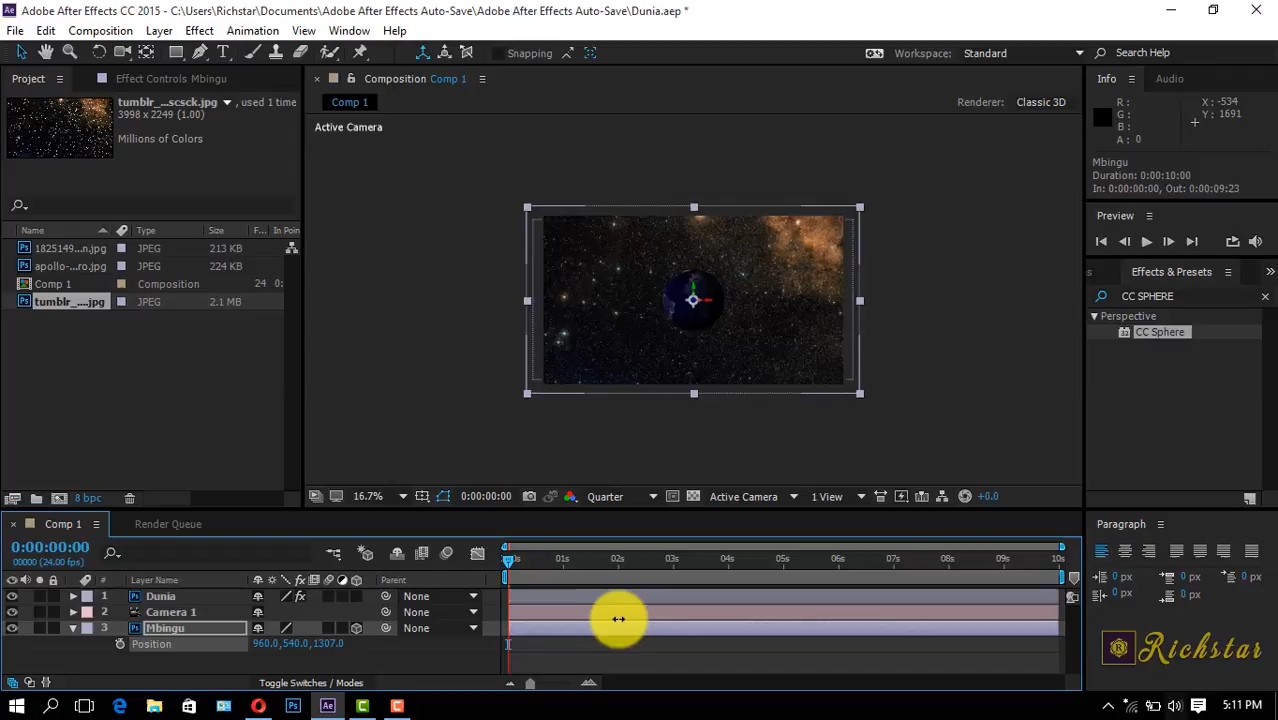 Adobe After Effects CC 2015 - C:\Users\Richstar\Documents\Adobe After Effects Auto-Save\Adobe After Effects Auto-Save\Dunia.aep *
File Edit Composition Layer Effect Animation View Window Help
Snapping
Workspace: Standard
Search Help
Project
Effect Controls Mbingu
Composition Comp 1
Info
Audio
tumblr_...scsck.jpg , used 1 time
3998 x 2249 (1.00)
Millions of Colors
Comp 1
Renderer: Classic 3D
Active Camera
R :
G :
B :
A : 0
X : -534
Y : 1691
Mbingu
Duration: 0:00:10:00
In: 0:00:00:00, Out: 0:00:09:23
Preview
Name Type Size F... In Point
1825149...n.jpg JPEG 213 KB
apollo-...ro.jpg JPEG 224 KB
Comp 1 Composition 24 0:
tumblr_....jpg JPEG 2.1 MB
s
Effects & Presets
CC SPHERE
Perspective
32 CC Sphere
8 bpc
16.7%
0:00:00:00
Quarter
Active Camera
1 View
+0.0
Comp 1
Render Queue
Paragraph
0:00:00:00
00000 (24.00 fps)
01s 02s 03s 04s 05s 06s 07s 08s 09s 10s
# Layer Name
Parent
1 Ps Dunia fx None
2 Camera 1 None
3 Ps Mbingu None
Position 960.0,540.0,1307.0
0 px 0 px 0 px
0 px 0 px
Toggle Switches / Modes
Richstar
5:11 PM